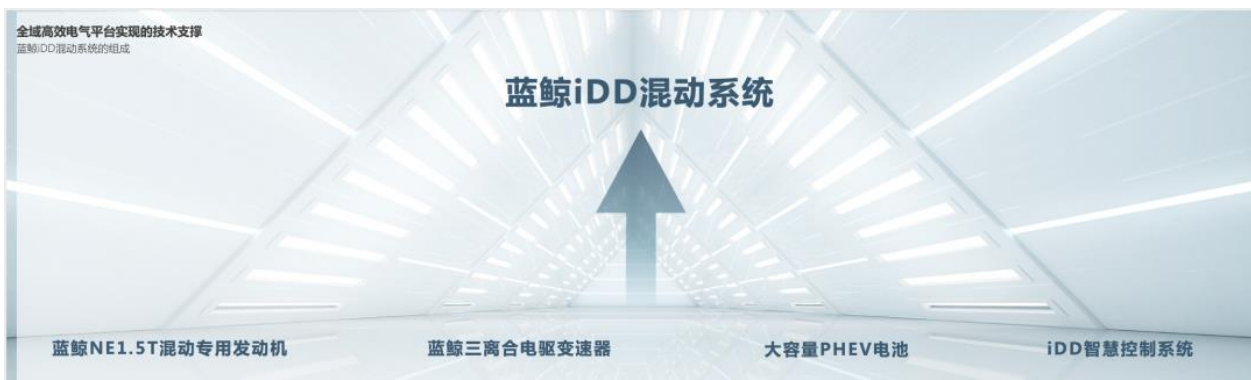 全域高效电气平台实现的技术支撑
蓝鲸iDD混动系统的组成
蓝鲸iDD混动系统
蓝鲸NE1.5T混动专用发动机
蓝鲸三离合电驱变速器
大容量PHEV电池
iDD智慧控制系统